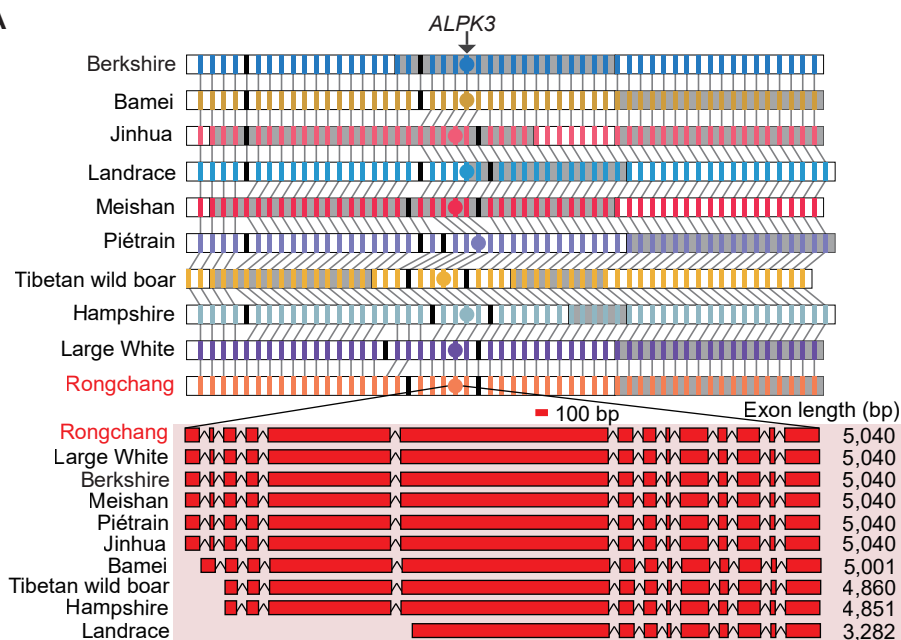 A
ALPK3
Berkshire
Bamei
Jinhua
Landrace
Meishan
Piétrain
Tibetan wild boar
Hampshire
Large White
Rongchang
100 bp Exon length (bp)
Rongchang 5,040
Large White 5,040
Berkshire 5,040
Meishan 5,040
Piétrain 5,040
Jinhua 5,040
Bamei 5,001
Tibetan wild boar 4,860
Hampshire 4,851
Landrace 3,282